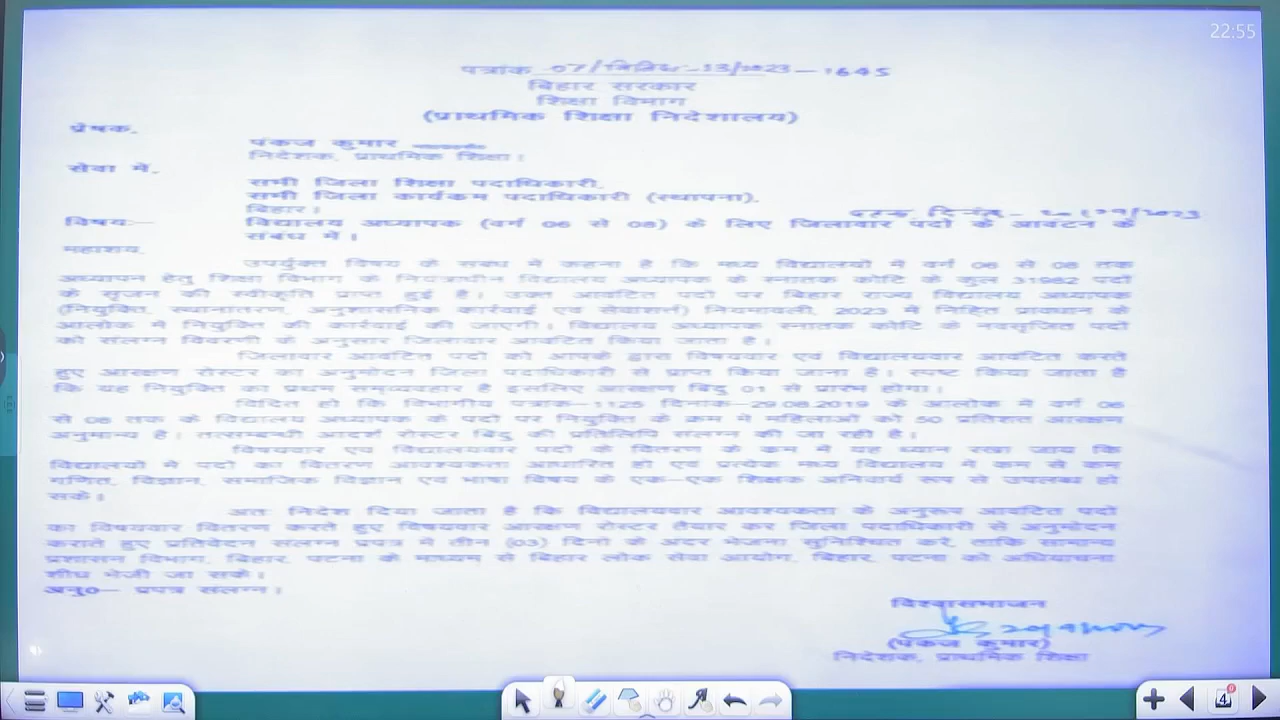 22:55
पत्रांक 07/ -13/2023-1645
बिहार सरकार
शिक्षा विभाग
(प्राथमिक शिक्षा निदेशालय)
प्रेषक,
पंकज कुमार
निदेशक, प्राथमिक शिक्षा।
सेवा में,
सभी जिला शिक्षा पदाधिकारी,
सभी जिला कार्यक्रम पदाधिकारी (स्थापना),
बिहार।
दिनांक-
विषय:— विद्यालय अध्यापक (वर्ग 06 से 08) के लिए जिलावार पदों के आवंटन के
संबंध में।
महाशय,
उपर्युक्त विषय के संबंध में कहना है कि मध्य विद्यालयों में वर्ग 06 से 08 तक
अध्यापन हेतु शिक्षा विभाग के नियंत्राधीन विद्यालय अध्यापक के स्नातक कोटि के कुल 31982 पदों
के सृजन की स्वीकृति प्राप्त हुई है। उक्त आवंटित पदों पर बिहार राज्य विद्यालय अध्यापक
(नियुक्ति, स्थानांतरण, अनुशासनिक कार्रवाई एवं सेवाशर्त्त) नियमावली, 2023 में निहित प्रावधान के
आलोक में नियुक्ति की कार्रवाई की जाएगी। विद्यालय अध्यापक स्नातक कोटि के नवसृजित पदों
को संलग्न विवरणी के अनुसार जिलावार आवंटित किया जाता है।
जिलावार आवंटित पदों को आपके द्वारा विषयवार एवं विद्यालयवार आवंटित करते
हुए आरक्षण रोस्टर का अनुमोदन जिला पदाधिकारी से प्राप्त किया जाना है। स्पष्ट किया जाता है
कि यह नियुक्ति का प्रथम समव्यवहार है इसलिए आरक्षण बिंदु 01 से प्रारंभ होगा।
विदित हो कि विभागीय पत्रांक—1125 दिनांक—29.08.2019 के आलोक में वर्ग 06
से 08 तक के विद्यालय अध्यापक के पदों पर नियुक्ति के क्रम में महिलाओं को 50 प्रतिशत आरक्षण
अनुमान्य है। तत्सम्बन्धी आदर्श रोस्टर बिंदु की प्रतिलिपि संलग्न की जा रही है।
विषयवार एवं विद्यालयवार पदों के वितरण के क्रम में यह ध्यान रखा जाय कि
विद्यालयों में पदों का वितरण आवश्यकता आधारित हो एवं प्रत्येक मध्य विद्यालय में कम से कम
गणित, विज्ञान, समाजिक विज्ञान एवं भाषा विषय के एक—एक शिक्षक अनिवार्य रूप से उपलब्ध हो
सके।
अतः निदेश दिया जाता है कि विद्यालयवार आवश्यकता के अनुरूप आवंटित पदों
का विषयवार वितरण करते हुए विषयवार आरक्षण रोस्टर तैयार कर जिला पदाधिकारी से अनुमोदन
कराते हुए प्रतिवेदन संलग्न प्रपत्र में तीन (03) दिनों के अंदर भेजना सुनिश्चित करें, ताकि सामान्य
प्रशासन विभाग, बिहार, पटना के माध्यम से बिहार लोक सेवा आयोग, बिहार, पटना को अधियाचना
शीघ्र भेजी जा सके।
अनु0— प्रपत्र संलग्न।
विश्वासभाजन
(पंकज कुमार)
निदेशक, प्राथमिक शिक्षा
4